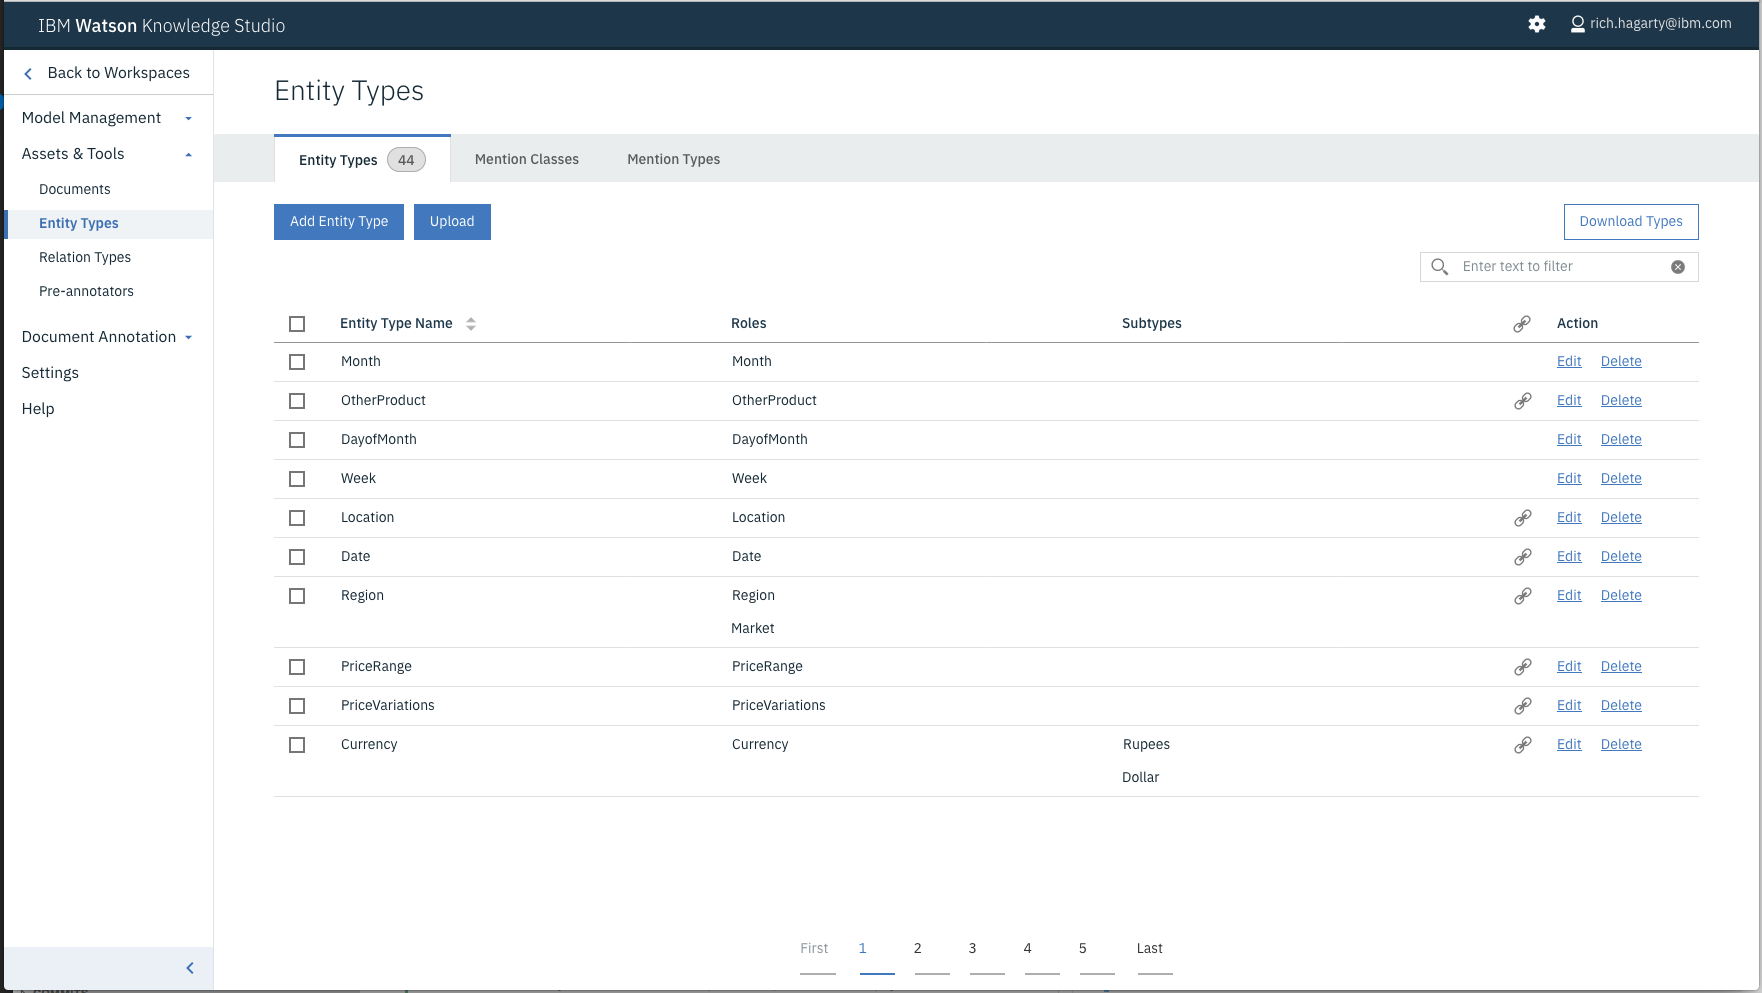 IBM Watson Knowledge Studio
rich.hagarty@ibm.com
Back to Workspaces
Model Management
Assets & Tools
Documents
Entity Types
Relation Types
Pre-annotators
Document Annotation
Settings
Help
Entity Types
Entity Types 44 Mention Classes Mention Types
Add Entity Type Upload Download Types
Enter text to filter
Entity Type Name Roles Subtypes Action
Month Month Edit Delete
OtherProduct OtherProduct Edit Delete
DayofMonth DayofMonth Edit Delete
Week Week Edit Delete
Location Location Edit Delete
Date Date Edit Delete
Region Region Edit Delete
Market
PriceRange PriceRange Edit Delete
PriceVariations PriceVariations Edit Delete
Currency Currency Rupees Edit Delete
Dollar
First 1 2 3 4 5 Last